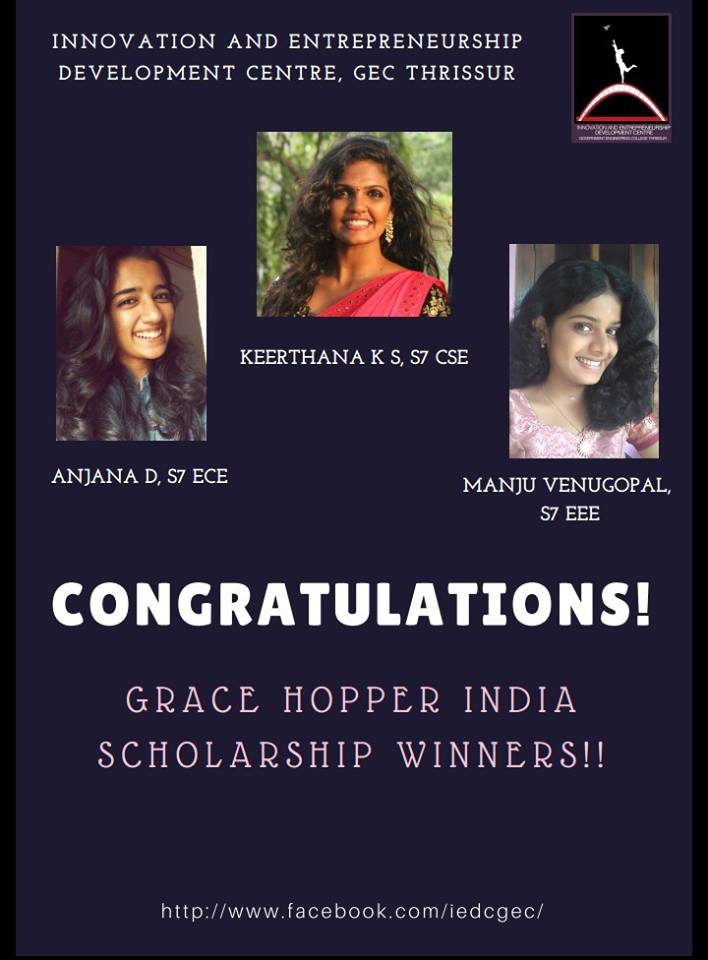 INNOVATION AND ENTREPRENEURSHIP
DEVELOPMENT CENTRE, GEC THRISSUR
INNOVATION AND ENTREPRENEURSHIP
DEVELOPMENT CENTRE
GOVERNMENT ENGINEERING COLLEGE THRISSUR
KEERTHANA K S, S7 CSE
ANJANA D, S7 ECE
MANJU VENUGOPAL,
S7 EEE
CONGRATULATIONS!
GRACE HOPPER INDIA
SCHOLARSHIP WINNERS!!
http://www.facebook.com/iedcgec/